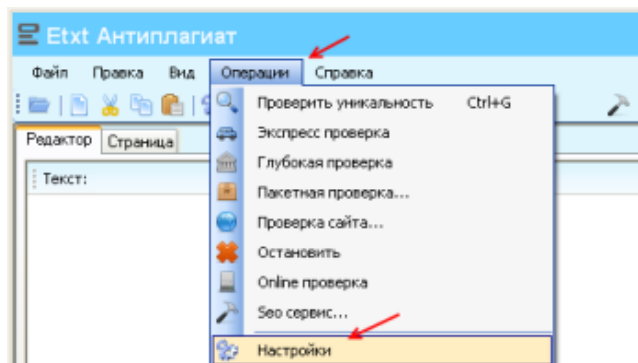 Etxt Антиплагиат
Файл Правка Вид Операции Справка
Проверить уникальность Ctrl+G
Экспресс проверка
Редактор Страница
Глубокая проверка
Текст:
Пакетная проверка...
Проверка сайта...
Остановить
Online проверка
Seo сервис...
Настройки